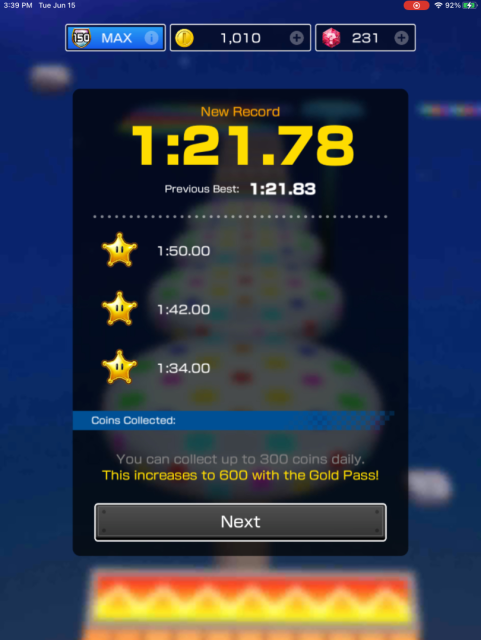 3:39 PM Tue Jun 15
92%
150 MAX i
1,010
231
New Record
1:21.78
Previous Best: 1:21.83
1:50.00
1:42.00
1:34.00
Coins Collected:
You can collect up to 300 coins daily.
This increases to 600 with the Gold Pass!
Next